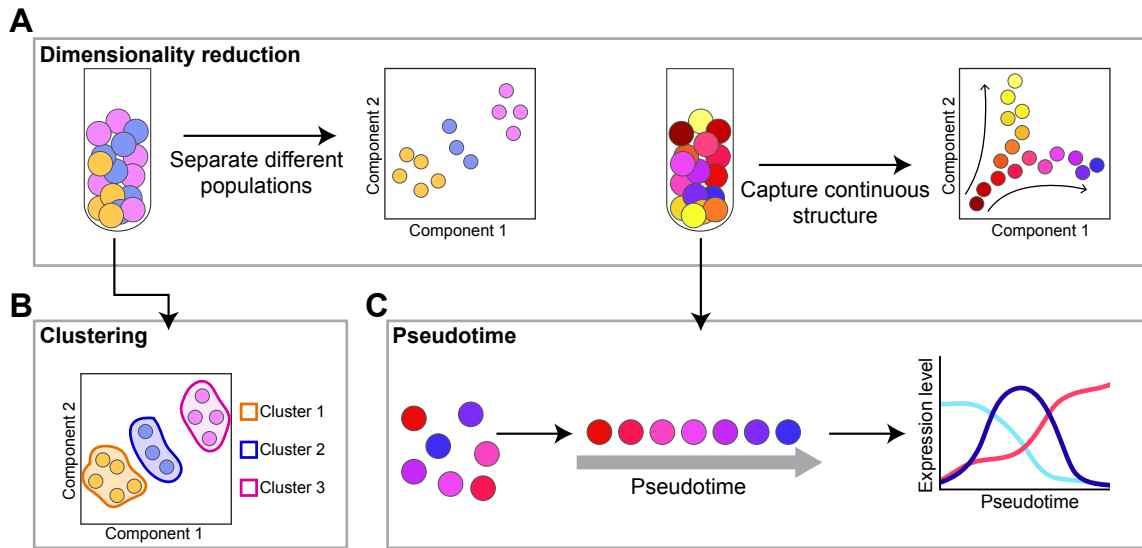 A
Dimensionality reduction
Separate different
populations
Component 2
Component 1
Capture continuous
structure
Component 2
Component 1
B
Clustering
Component 2
Component 1
Cluster 1
Cluster 2
Cluster 3
C
Pseudotime
Pseudotime
Expression level
Pseudotime